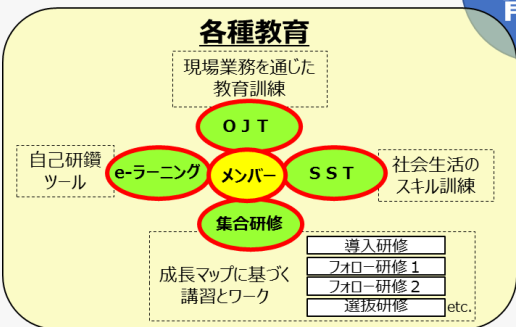 各種教育
現場業務を通じた
教育訓練
OJT
自己研鑽
ツール
e-ラーニング
メンバー
SST
社会生活の
スキル訓練
集合研修
成長マップに基づく
講習とワーク
導入研修
フォロー研修1
フォロー研修2
選抜研修
etc.